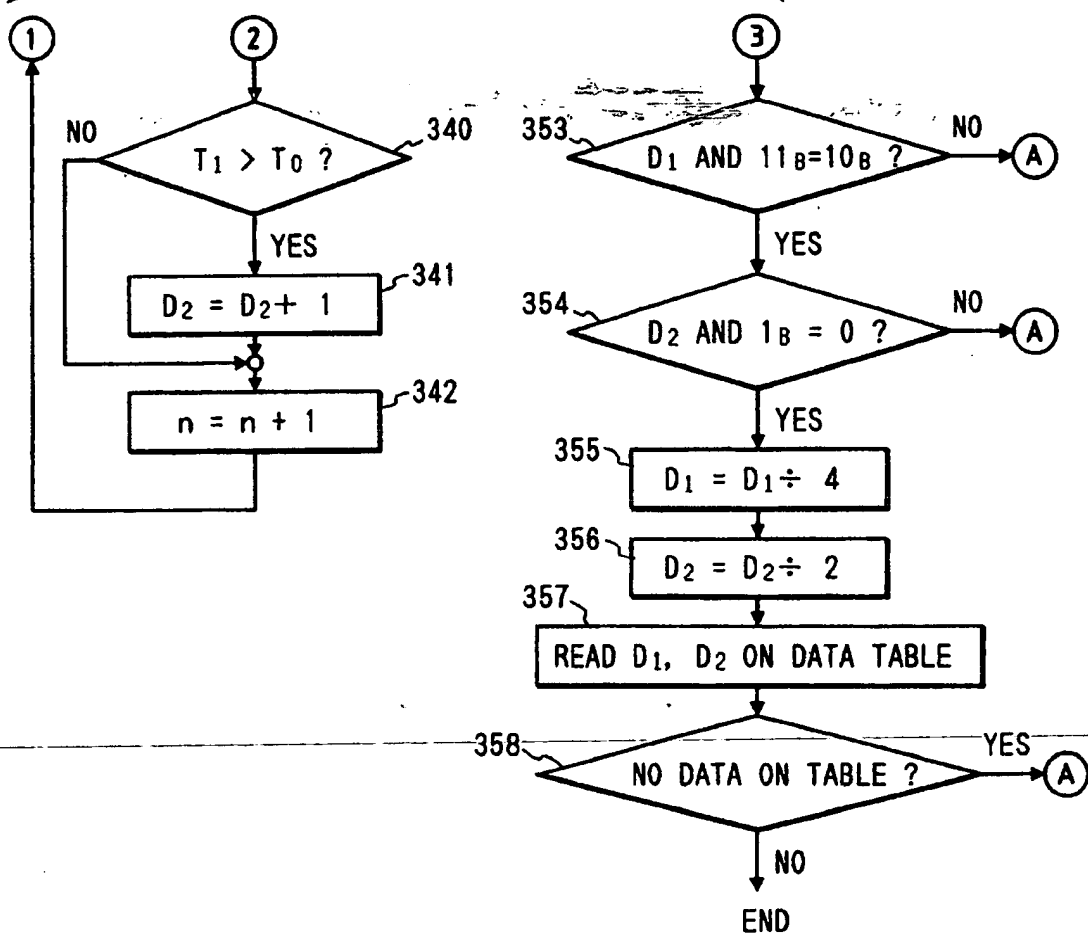 1
2
NO
T1 > T0 ?
340
YES
341
D2 = D2 + 1
342
n = n + 1
3
353
D1 AND 11B=10B ?
NO
A
YES
354
D2 AND 1B = 0 ?
NO
A
YES
355
D1 = D1 ÷ 4
356
D2 = D2 ÷ 2
357
READ D1, D2 ON DATA TABLE
358
NO DATA ON TABLE ?
YES
A
NO
END